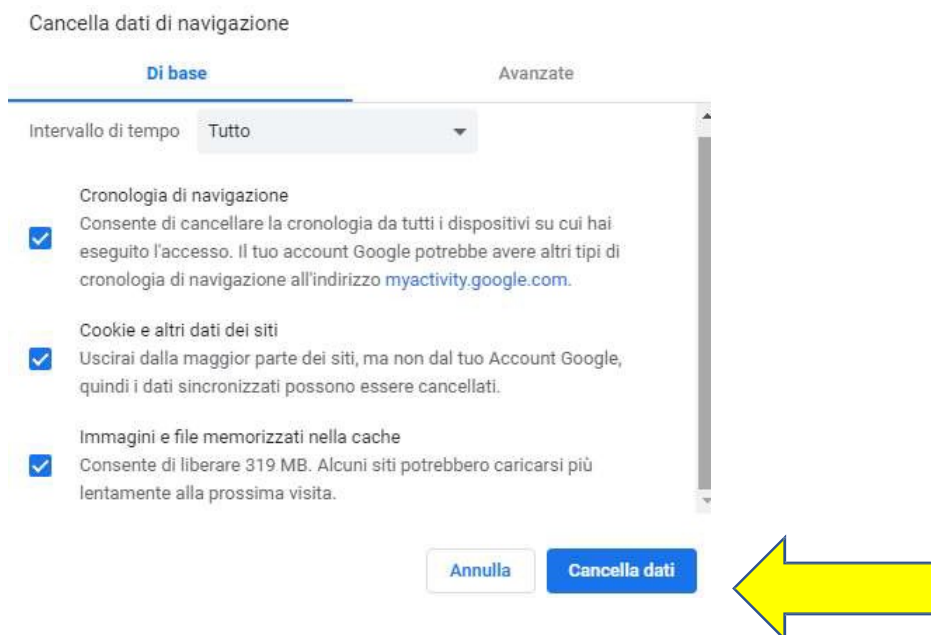 Cancella dati di navigazione
Di base
Avanzate
Intervallo di tempo Tutto
Cronologia di navigazione
Consente di cancellare la cronologia da tutti i dispositivi su cui hai
eseguito l'accesso. Il tuo account Google potrebbe avere altri tipi di
cronologia di navigazione all'indirizzo myactivity.google.com.
Cookie e altri dati dei siti
Uscirai dalla maggior parte dei siti, ma non dal tuo Account Google,
quindi i dati sincronizzati possono essere cancellati.
Immagini e file memorizzati nella cache
Consente di liberare 319 MB. Alcuni siti potrebbero caricarsi più
lentamente alla prossima visita.
Annulla
Cancella dati